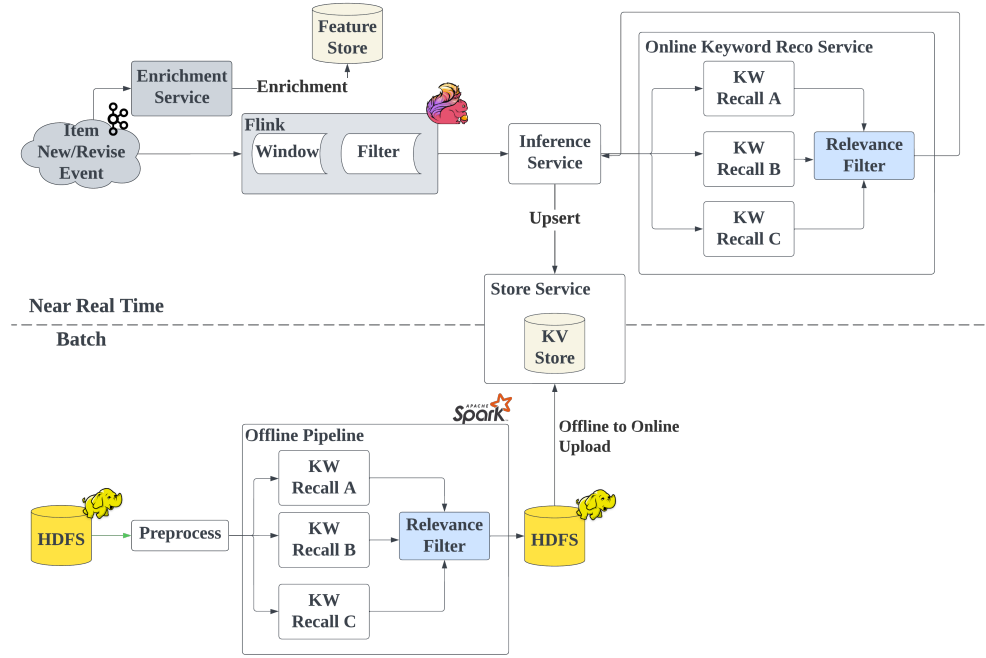 Feature
Store
Enrichment
Service
Enrichment
Item
New/Revise
Event
Flink
Window
Filter
Inference
Service
Online Keyword Reco Service
KW
Recall A
KW
Recall B
KW
Recall C
Relevance
Filter
Upsert
Store Service
KV
Store
Near Real Time
Batch
APACHE
Spark
Offline to Online
Upload
Offline Pipeline
HDFS
Preprocess
KW
Recall A
KW
Recall B
KW
Recall C
Relevance
Filter
HDFS